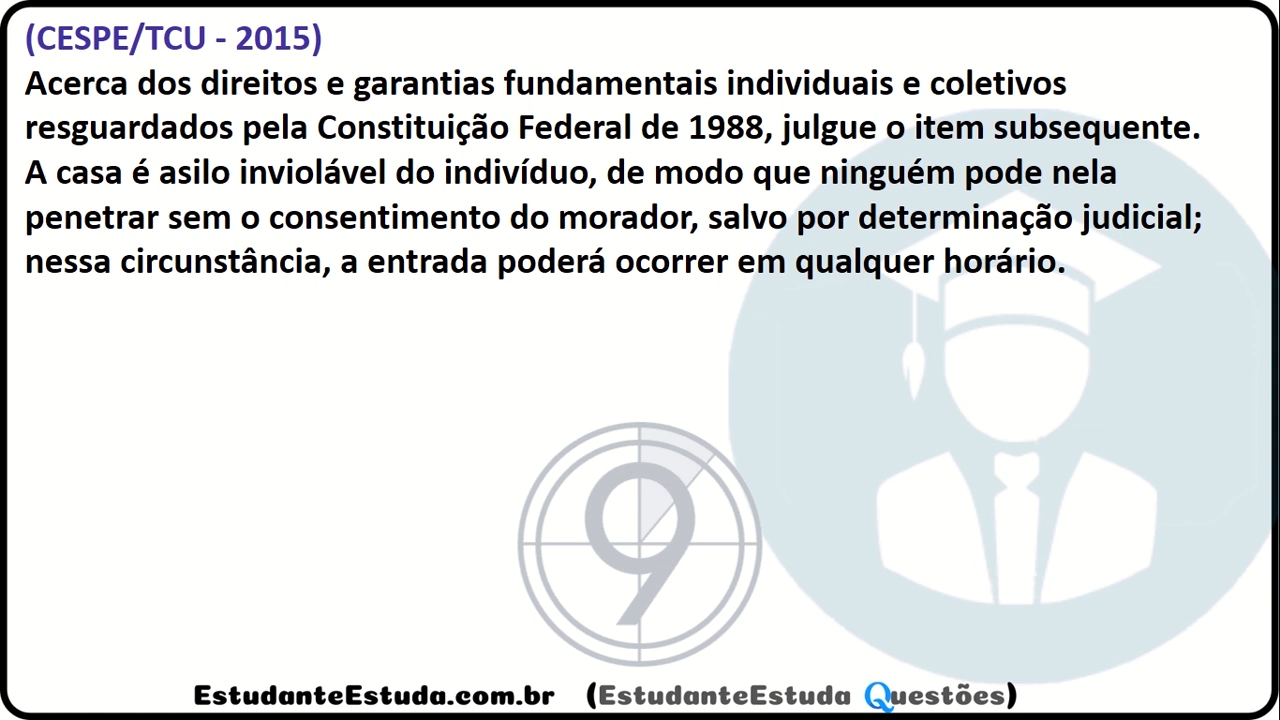 (CESPE/TCU - 2015)
Acerca dos direitos e garantias fundamentais individuais e coletivos
resguardados pela Constituição Federal de 1988, julgue o item subsequente.
A casa é asilo inviolável do indivíduo, de modo que ninguém pode nela
penetrar sem o consentimento do morador, salvo por determinação judicial;
nessa circunstância, a entrada poderá ocorrer em qualquer horário.
9
EstudanteEstuda.com.br (EstudanteEstuda Questões)